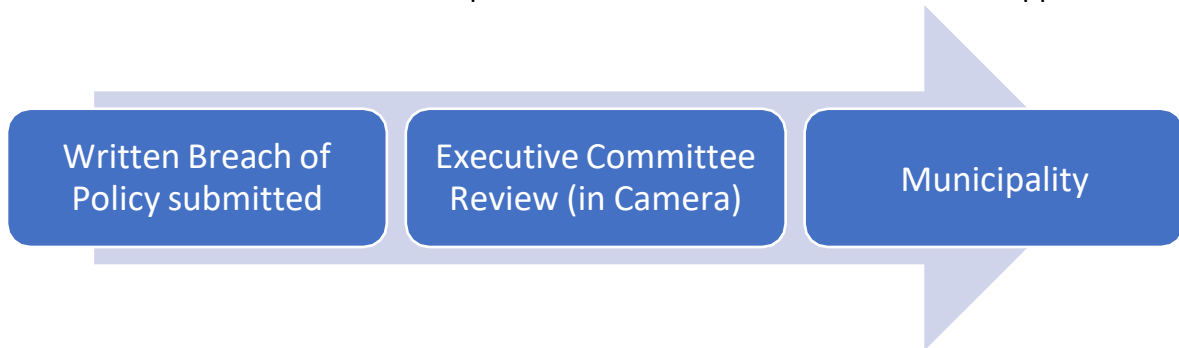 Written Breach of
Policy submitted
Executive Committee
Review (in Camera)
Municipality